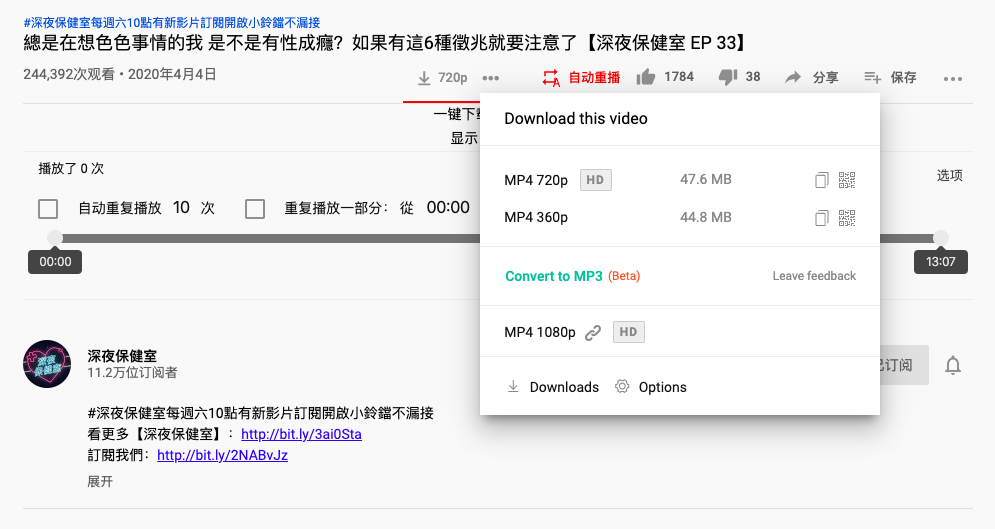 #深夜保健室每週六10點有新影片訂閱開啟小鈴鐺不漏接
總是在想色色事情的我 是不是有性成癮？如果有這6種徵兆就要注意了【深夜保健室 EP 33】
244,392次观看 • 2020年4月4日
720p
自动重播
1784
38
分享
保存
一键下载
显示
Download this video
MP4 720p HD 47.6 MB
MP4 360p 44.8 MB
Convert to MP3 (Beta) Leave feedback
MP4 1080p HD
Downloads Options
播放了 0 次
选项
自动重复播放 10 次
重复播放一部分： 從 00:00
00:00
13:07
深夜
保健室
深夜保健室
11.2万位订阅者
已订阅
#深夜保健室每週六10點有新影片訂閱開啟小鈴鐺不漏接
看更多【深夜保健室】：http://bit.ly/3ai0Sta
訂閱我們：http://bit.ly/2NABvJz
展开